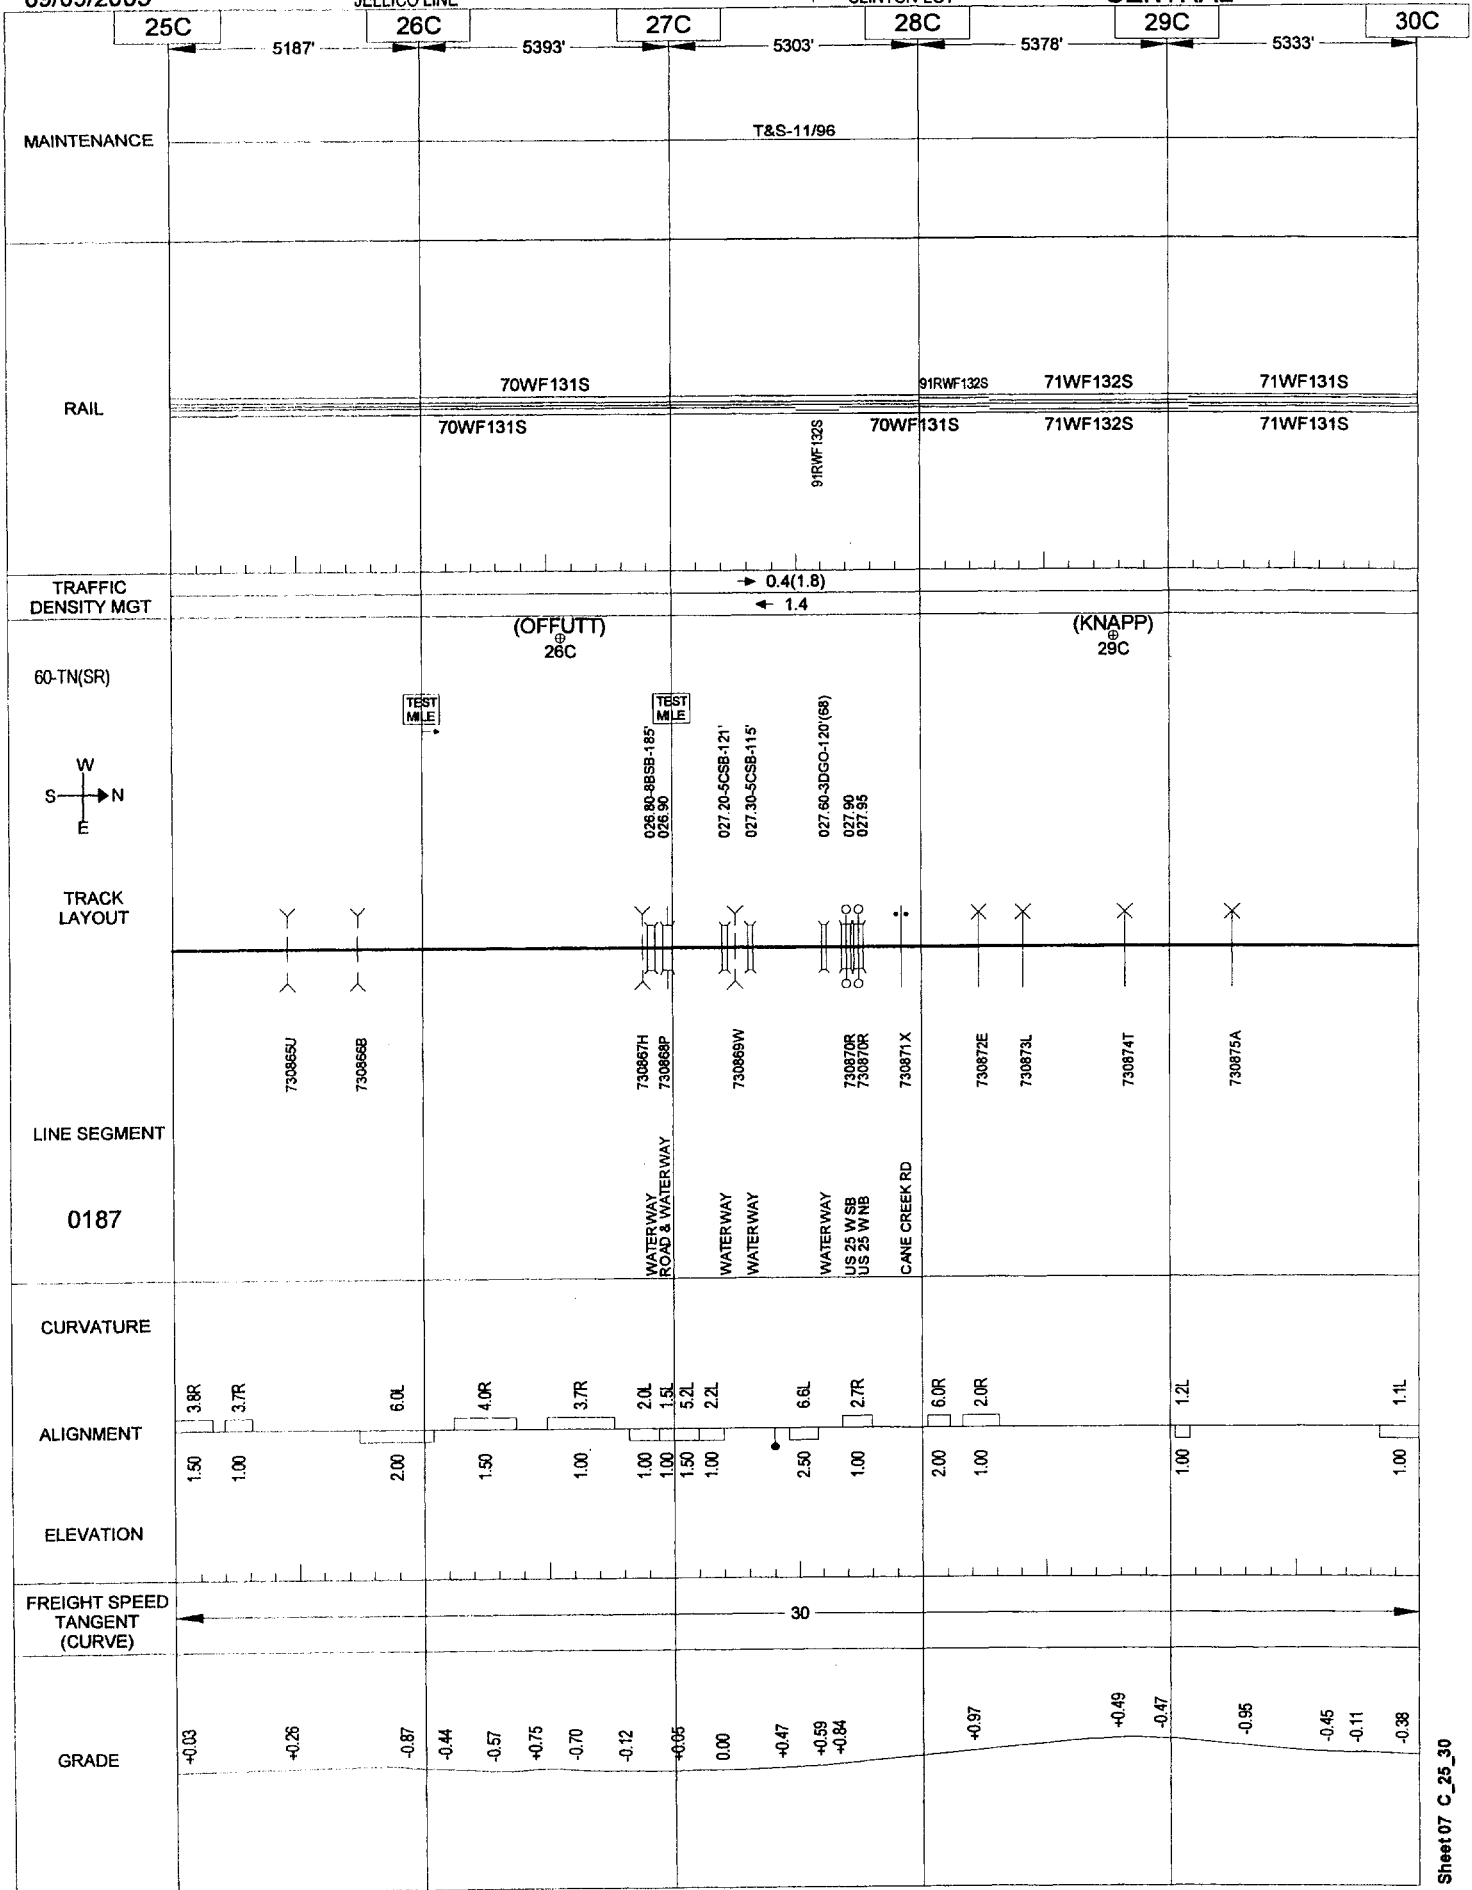 JELLICO LINE
25C 26C 27C 28C 29C 30C
5187' 5393' 5303' 5378' 5333'
MAINTENANCE
T&S-11/96
RAIL
70WF131S 91RWF132S 71WF132S 71WF131S
70WF131S 70WF131S 71WF132S 71WF131S
91RWF132S
TRAFFIC
DENSITY MGT
0.4(1.8)
1.4
(OFFUTT)
26C
(KNAPP)
29C
60-TN(SR)
TEST
MILE
TEST
MILE
W
S N
E
026.80-8BSB-185'
026.90
027.20-5CSB-121'
027.30-5CSB-115'
027.60-3DGO-120'(68)
027.90
027.95
TRACK
LAYOUT
730865U
730866B
730867H
730868P
730869W
730870R
730870R
730871X
730872E
730873L
730874T
730875A
LINE SEGMENT
0187
WATERWAY
ROAD & WATERWAY
WATERWAY
WATERWAY
WATERWAY
US 25 W SB
US 25 W NB
CANE CREEK RD
CURVATURE
3.8R 3.7R 6.0L 4.0R 3.7R 2.0L 1.5L 5.2L 2.2L 6.6L 2.7R 6.0R 2.0R 1.2L 1.1L
ALIGNMENT
1.50 1.00 2.00 1.50 1.00 1.00 1.00 1.50 1.00 2.50 1.00 2.00 1.00 1.00 1.00
ELEVATION
FREIGHT SPEED
TANGENT
(CURVE)
30
GRADE
+0.03 +0.26 -0.87 -0.44 -0.57 +0.75 -0.70 -0.12 +0.05 0.00 +0.47 +0.59 +0.84 +0.97 +0.49 -0.47 -0.95 -0.45 -0.11 -0.38
Sheet 07 C_25_30